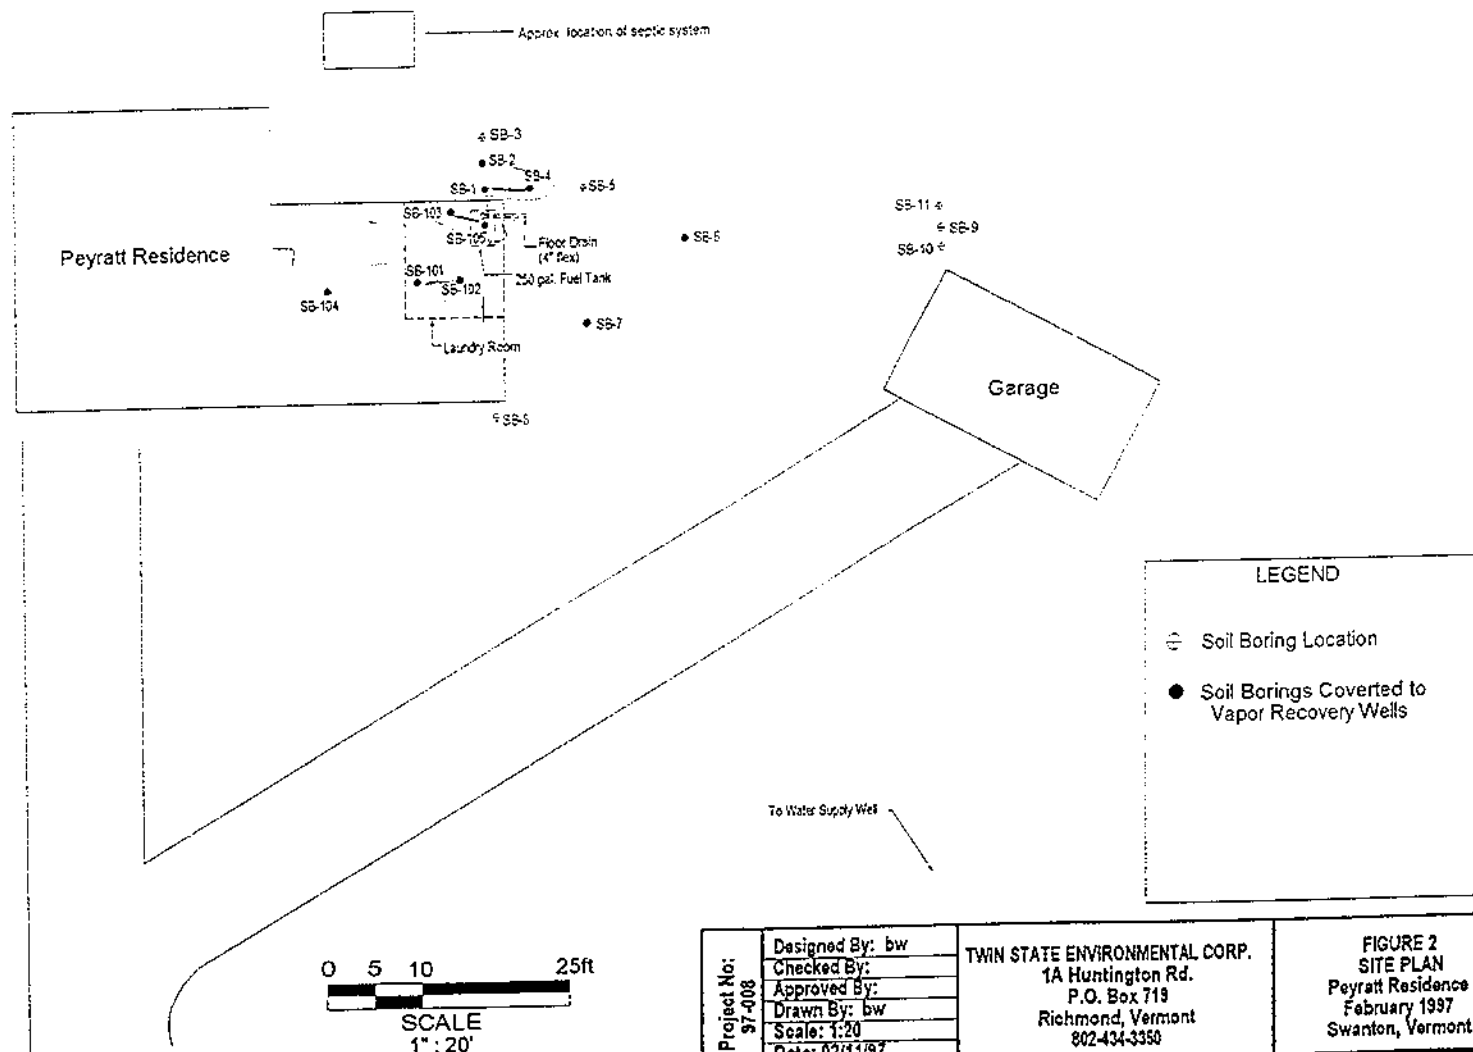 Approx. location of septic system
SB-3
SB-2
SB-4
SB-1
SB-5
SB-103
SB-105
Floor Drain
(4" flex)
SB-11
SB-9
SB-10
SB-6
Peyratt Residence
SB-101
SB-102
250 gal. Fuel Tank
SB-104
SB-7
Laundry Room
Garage
LEGEND
Soil Boring Location
Soil Borings Coverted to
Vapor Recovery Wells
To Water Supply Well
0 5 10 25ft
SCALE
1" : 20'
Project No:
97-008
Designed By: bw
Checked By:
Approved By:
Drawn By: bw
Scale: 1:20
Date: 02/11/97
TWIN STATE ENVIRONMENTAL CORP.
1A Huntington Rd.
P.O. Box 719
Richmond, Vermont
802-434-3350
FIGURE 2
SITE PLAN
Peyratt Residence
February 1997
Swanton, Vermont